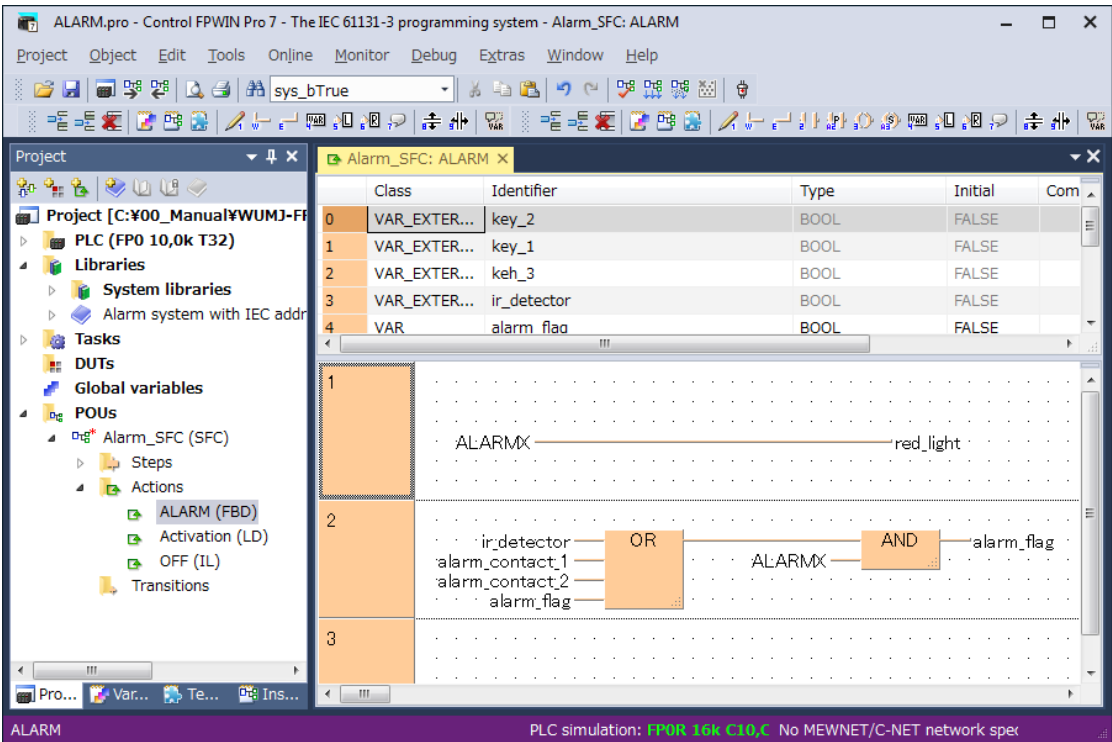 ALARM.pro - Control FPWIN Pro 7 - The IEC 61131-3 programming system - Alarm_SFC: ALARM
Project Object Edit Tools Online Monitor Debug Extras Window Help
sys_bTrue
Project
Alarm_SFC: ALARM
Project [C:¥00_Manual¥WUMJ-FF
PLC (FP0 10,0k T32)
Libraries
System libraries
Alarm system with IEC addr
Tasks
DUTs
Global variables
POUs
Alarm_SFC (SFC)
Steps
Actions
ALARM (FBD)
Activation (LD)
OFF (IL)
Transitions
Pro... Var... Te... Ins...
Class Identifier Type Initial Com
0 VAR_EXTER... key_2 BOOL FALSE
1 VAR_EXTER... key_1 BOOL FALSE
2 VAR_EXTER... keh_3 BOOL FALSE
3 VAR_EXTER... ir_detector BOOL FALSE
4 VAR alarm_flag BOOL FALSE
1
ALARMX red_light
2
ir_detector OR AND alarm_flag
alarm_contact_1 ALARMX
alarm_contact_2
alarm_flag
3
ALARM PLC simulation: FP0R 16k C10,C No MEWNET/C-NET network spec